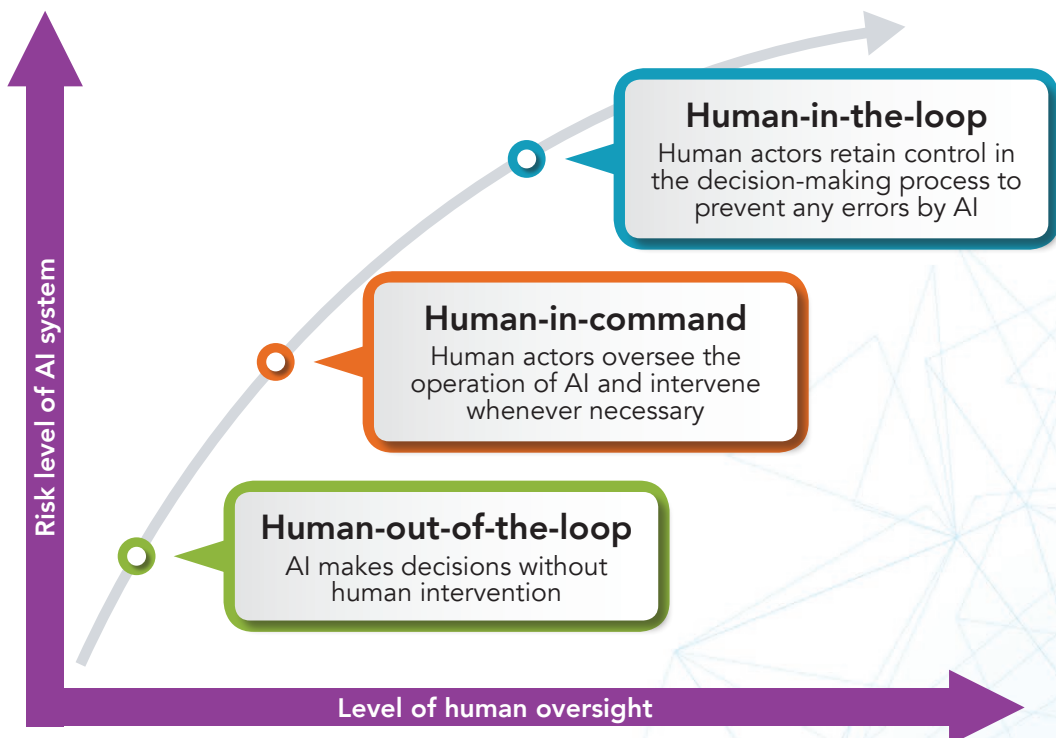 Human-in-the-loop
Human actors retain control in
the decision-making process to
prevent any errors by AI
Human-in-command
Human actors oversee the
operation of AI and intervene
whenever necessary
Human-out-of-the-loop
AI makes decisions without
human intervention
Risk level of AI system
Level of human oversight